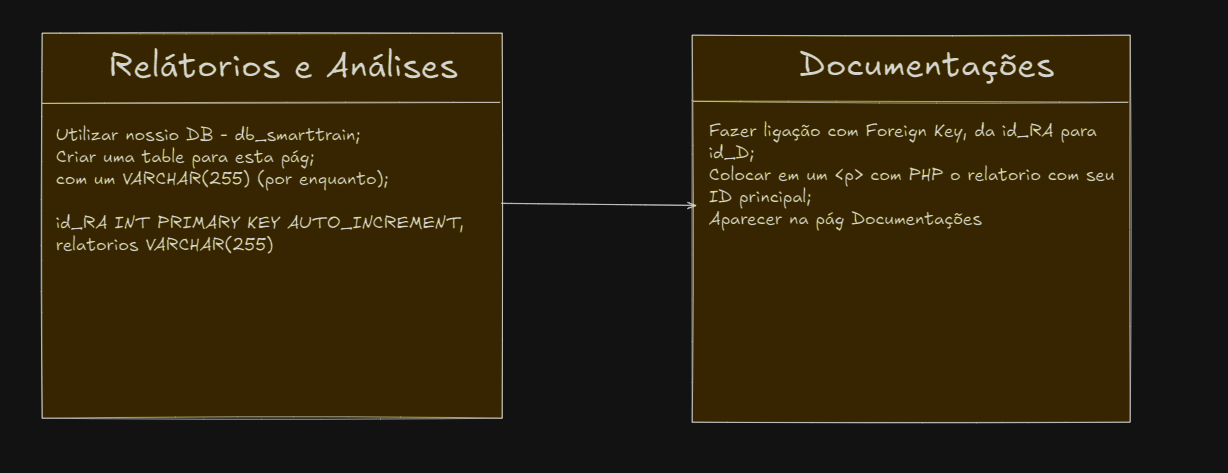 Relátorios e Análises
Utilizar nossio DB - db_smarttrain;
Criar uma table para esta pág;
com um VARCHAR(255) (por enquanto);
id_RA INT PRIMARY KEY AUTO_INCREMENT,
relatorios VARCHAR(255)
Documentações
Fazer ligação com Foreign Key, da id_RA para
id_D;
Colocar em um <p> com PHP o relatorio com seu
ID principal;
Aparecer na pág Documentações